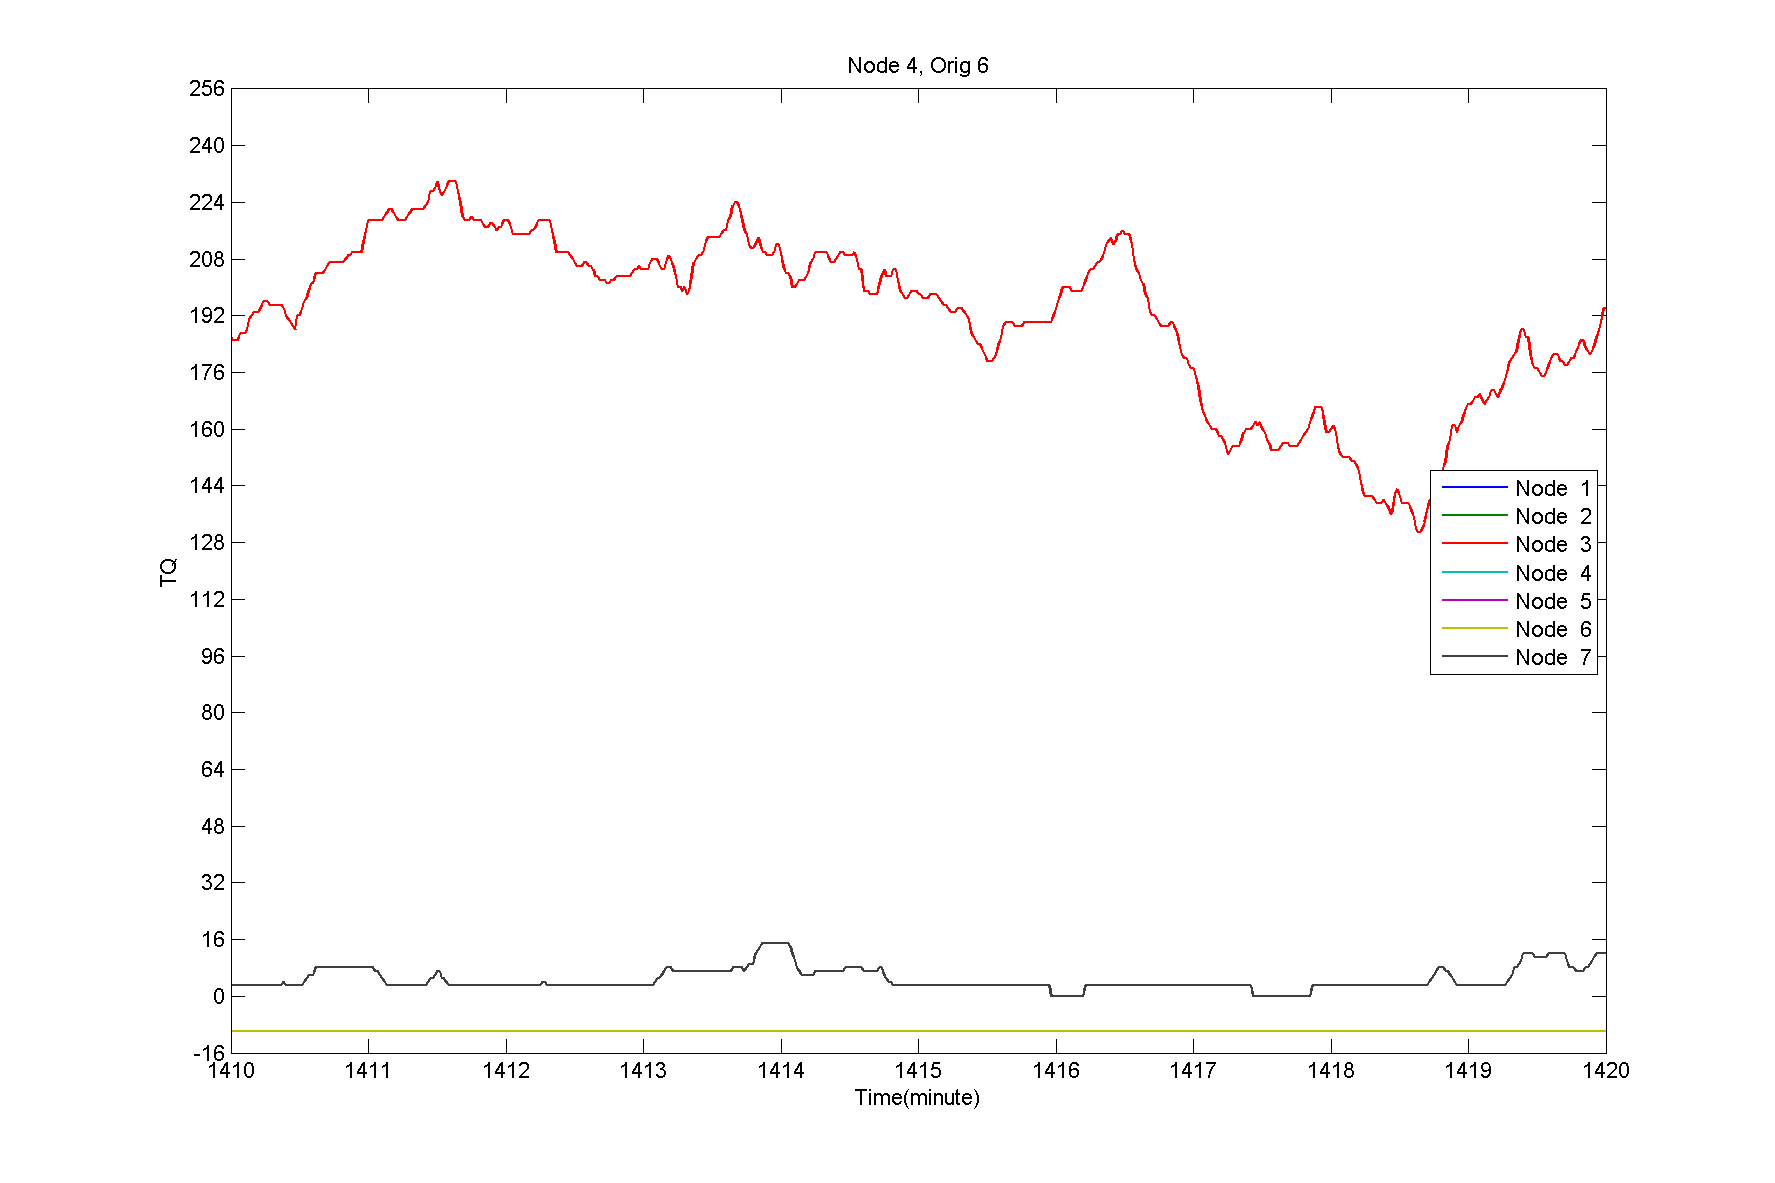 Node 4, Orig 6
256
240
224
208
192
176
160
144
128
112
96
80
64
48
32
16
0
-16
TQ
Node 1
Node 2
Node 3
Node 4
Node 5
Node 6
Node 7
1410 1411 1412 1413 1414 1415 1416 1417 1418 1419 1420
Time(minute)